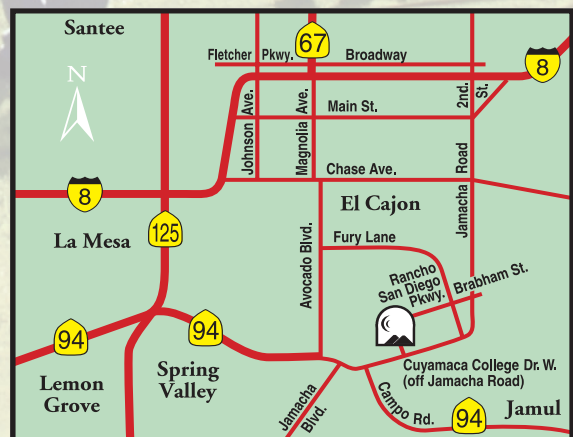 Santee
67
Fletcher Pkwy. Broadway
8
N
Johnson Ave.
Magnolia Ave.
2nd. St.
Main St.
Chase Ave.
Jamacha Road
8
El Cajon
La Mesa
125
Avocado Blvd.
Fury Lane
Rancho
San Diego
Pkwy.
Brabham St.
94
94
Cuyamaca College Dr. W.
(off Jamacha Road)
Lemon
Grove
Spring
Valley
Jamacha
Blvd.
Campo Rd.
94
Jamul